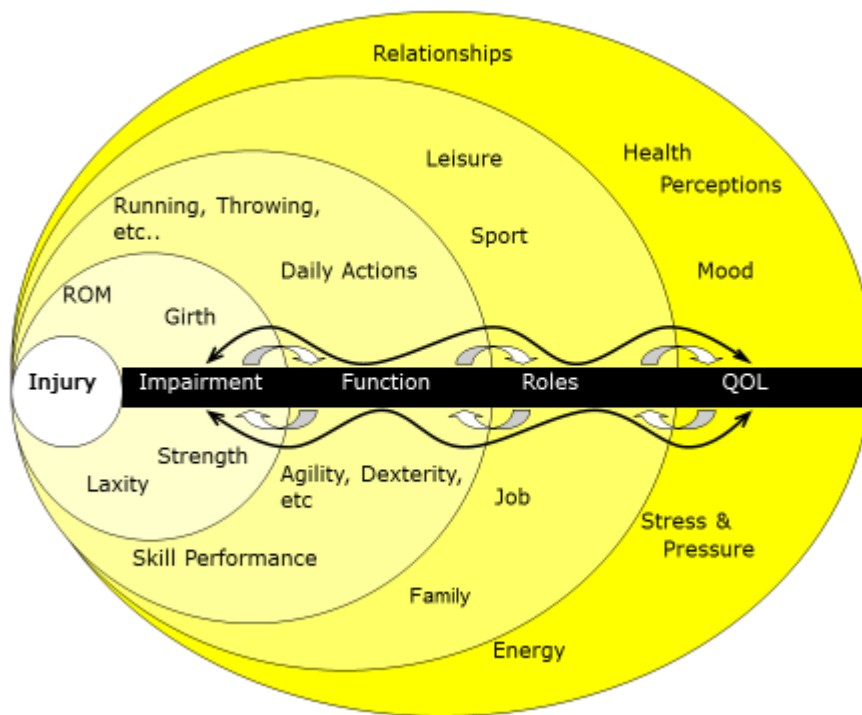 Relationships
Leisure
Health
Perceptions
Running, Throwing,
etc..
Sport
Daily Actions
Mood
ROM
Girth
Injury
Impairment
Function
Roles
QOL
Strength
Agility, Dexterity,
etc
Laxity
Job
Stress &
Pressure
Skill Performance
Family
Energy